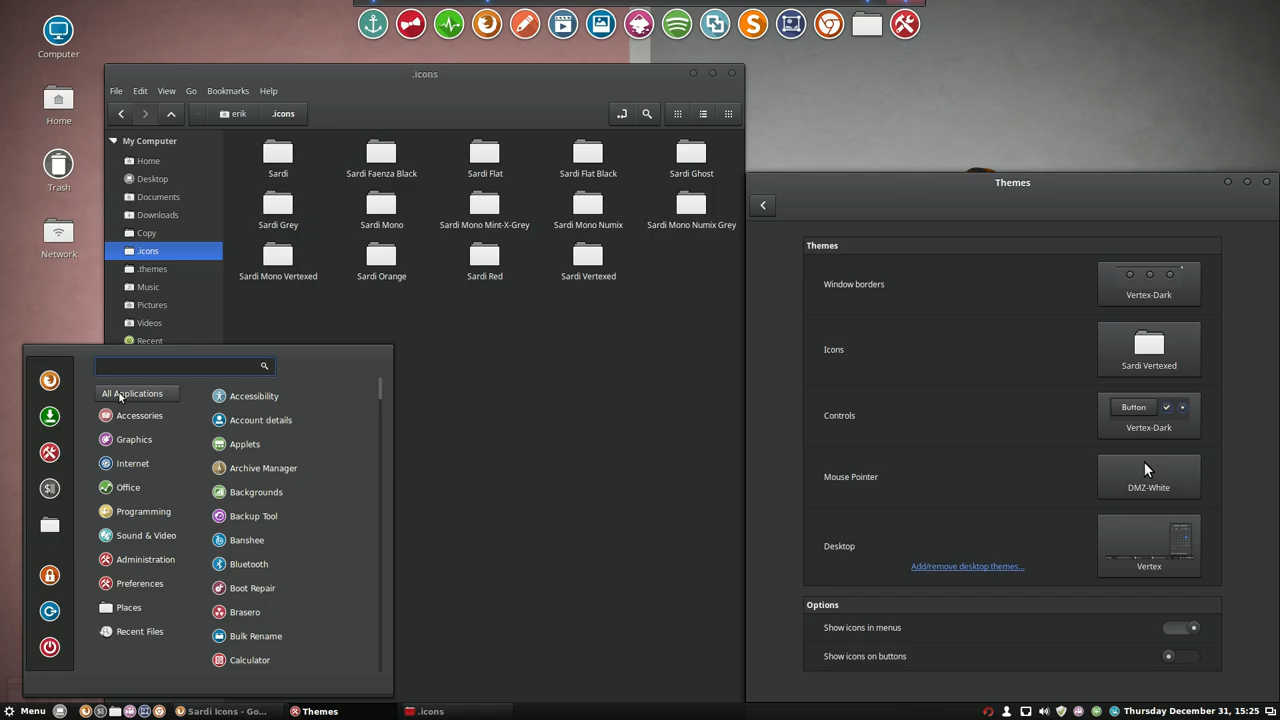 Computer
Home
Trash
Network
.icons
File Edit View Go Bookmarks Help
erik .icons
My Computer
Home
Desktop
Documents
Downloads
Copy
.icons
.themes
Music
Pictures
Videos
Recent
Sardi Sardi Faenza Black Sardi Flat Sardi Flat Black Sardi Ghost
Sardi Grey Sardi Mono Sardi Mono Mint-X-Grey Sardi Mono Numix Sardi Mono Numix Grey
Sardi Mono Vertexed Sardi Orange Sardi Red Sardi Vertexed
All Applications
Accessories
Graphics
Internet
Office
Programming
Sound & Video
Administration
Preferences
Places
Recent Files
Accessibility
Account details
Applets
Archive Manager
Backgrounds
Backup Tool
Banshee
Bluetooth
Boot Repair
Brasero
Bulk Rename
Calculator
Themes
Themes
Window borders
Vertex-Dark
Icons
Sardi Vertexed
Controls
Button
Vertex-Dark
Mouse Pointer
DMZ-White
Desktop
Add/remove desktop themes...
Vertex
Options
Show icons in menus
Show icons on buttons
Menu Sardi Icons - Go... Themes .icons Thursday December 31, 15:25